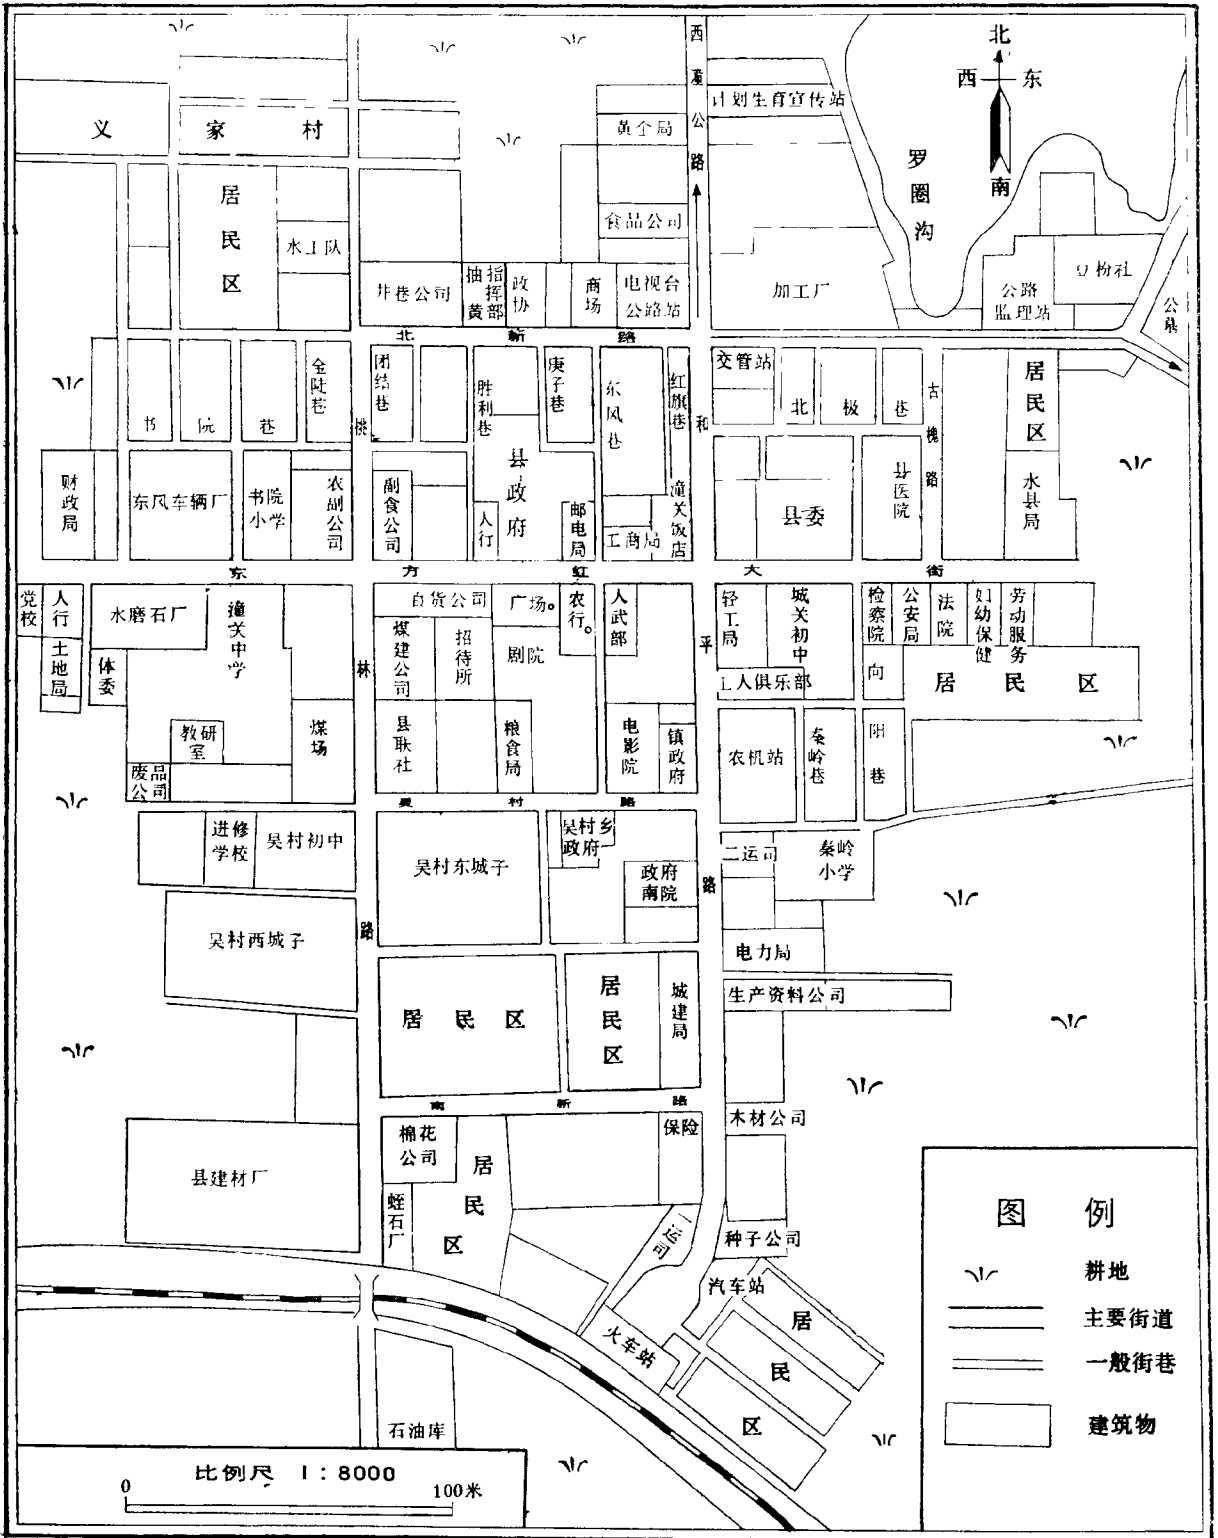 北
西 东
南
西潼公路
计划生育宣传站
黄金局
义家村
罗圈沟
居民区
水工队
食品公司
豆粉社
井巷公司
抽黄指挥部
政协
商场
电视台
公路站
加工厂
公路监理站
公墓
北新路
金陡巷
团结巷
胜利巷
庚子巷
东风巷
红旗巷
交管站
北极巷
古槐路
居民区
书院巷
桃林路
和平路
财政局
东风车辆厂
书院小学
农副公司
副食公司
县政府
人行
邮电局
工商局
潼关饭店
县委
县医院
水县局
东方红大街
党校
人行
水磨石厂
潼关中学
百货公司
广场
农行
人武部
轻工局
城关初中
检察院
公安局
法院
妇幼保健
劳动服务
土地局
体委
煤建公司
招待所
剧院
工人俱乐部
向阳巷
居民区
教研室
煤场
县联社
粮食局
电影院
镇政府
农机站
秦岭巷
废品公司
吴村路
进修学校
吴村初中
吴村东城子
吴村乡政府
政府南院
二运司
秦岭小学
吴村西城子
电力局
居民区
居民区
城建局
生产资料公司
南新路
棉花公司
居民区
保险
木材公司
县建材厂
蛭石厂
二运司
种子公司
汽车站
火车站
居民区
石油库
图例
耕地
主要街道
一般街巷
建筑物
比例尺 1:8000
0 100米